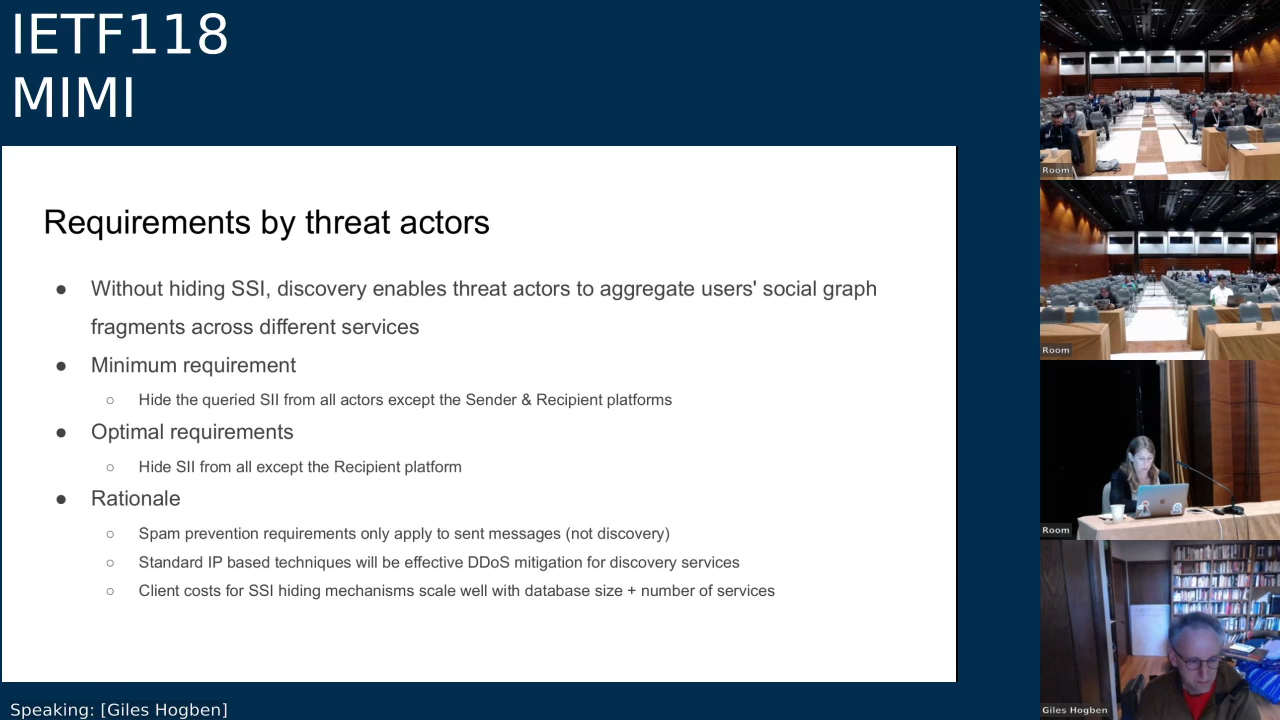 IETF118
MIMI
Requirements by threat actors
● Without hiding SSI, discovery enables threat actors to aggregate users' social graph
fragments across different services
● Minimum requirement
○ Hide the queried SII from all actors except the Sender & Recipient platforms
● Optimal requirements
○ Hide SII from all except the Recipient platform
● Rationale
○ Spam prevention requirements only apply to sent messages (not discovery)
○ Standard IP based techniques will be effective DDoS mitigation for discovery services
○ Client costs for SSI hiding mechanisms scale well with database size + number of services
Speaking: [Giles Hogben]
Room
Room
Room
Giles Hogben